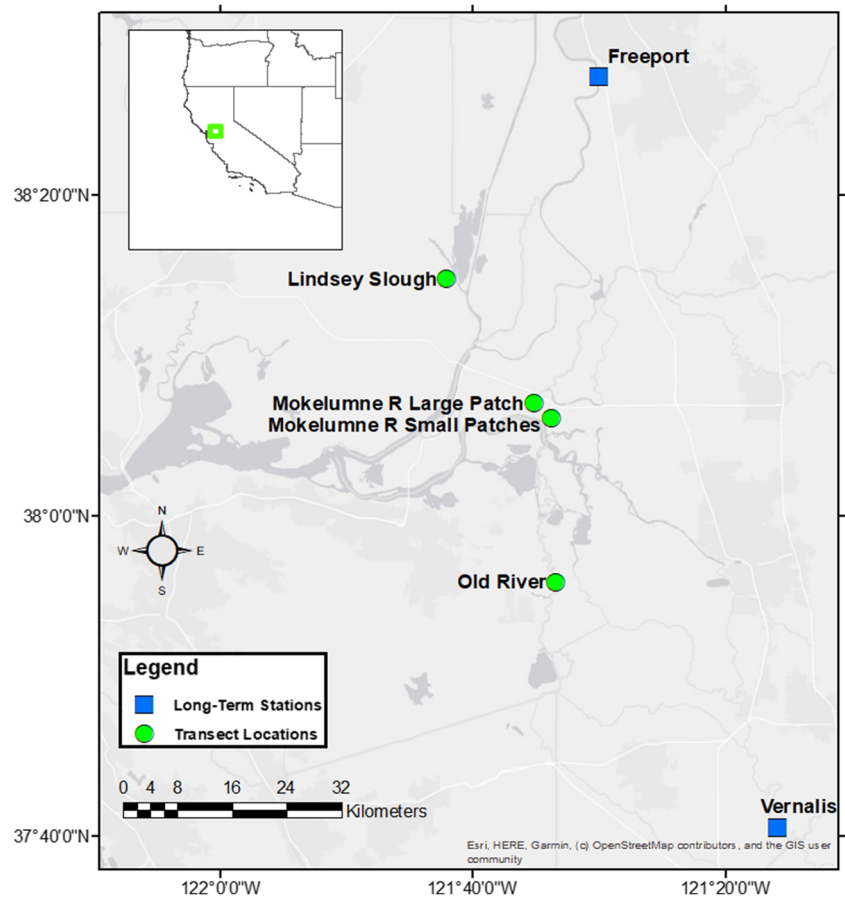 Freeport
38°20'0"N
Lindsey Slough
Mokelumne R Large Patch
Mokelumne R Small Patches
38°0'0"N
N
W E
S
Old River
Legend
Long-Term Stations
Transect Locations
0 4 8 16 24 32
Kilometers
Vernalis
37°40'0"N
Esri, HERE, Garmin, (c) OpenStreetMap contributors, and the GIS user
community
122°0'0"W 121°40'0"W 121°20'0"W